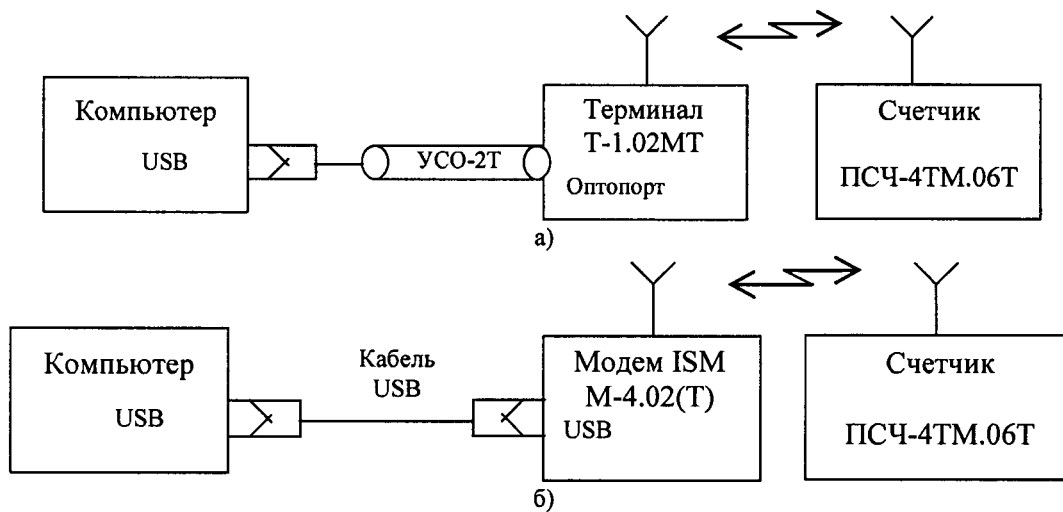 Компьютер
USB
УСО-2Т
Терминал
Т-1.02МТ
Оптопорт
Счетчик
ПСЧ-4ТМ.06Т
а)
Компьютер
USB
Кабель
USB
Модем ISM
М-4.02(Т)
USB
Счетчик
ПСЧ-4ТМ.06Т
б)